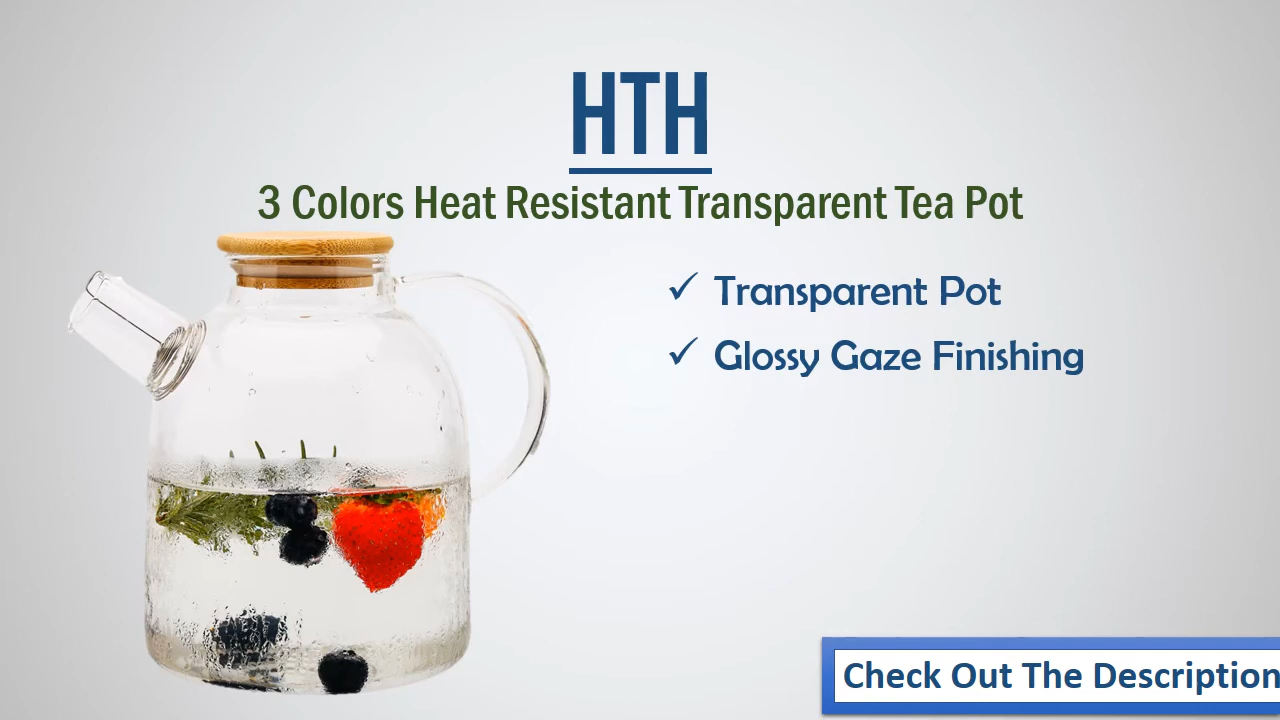 HTH
3 Colors Heat Resistant Transparent Tea Pot
✓ Transparent Pot
✓ Glossy Gaze Finishing
Check Out The Description